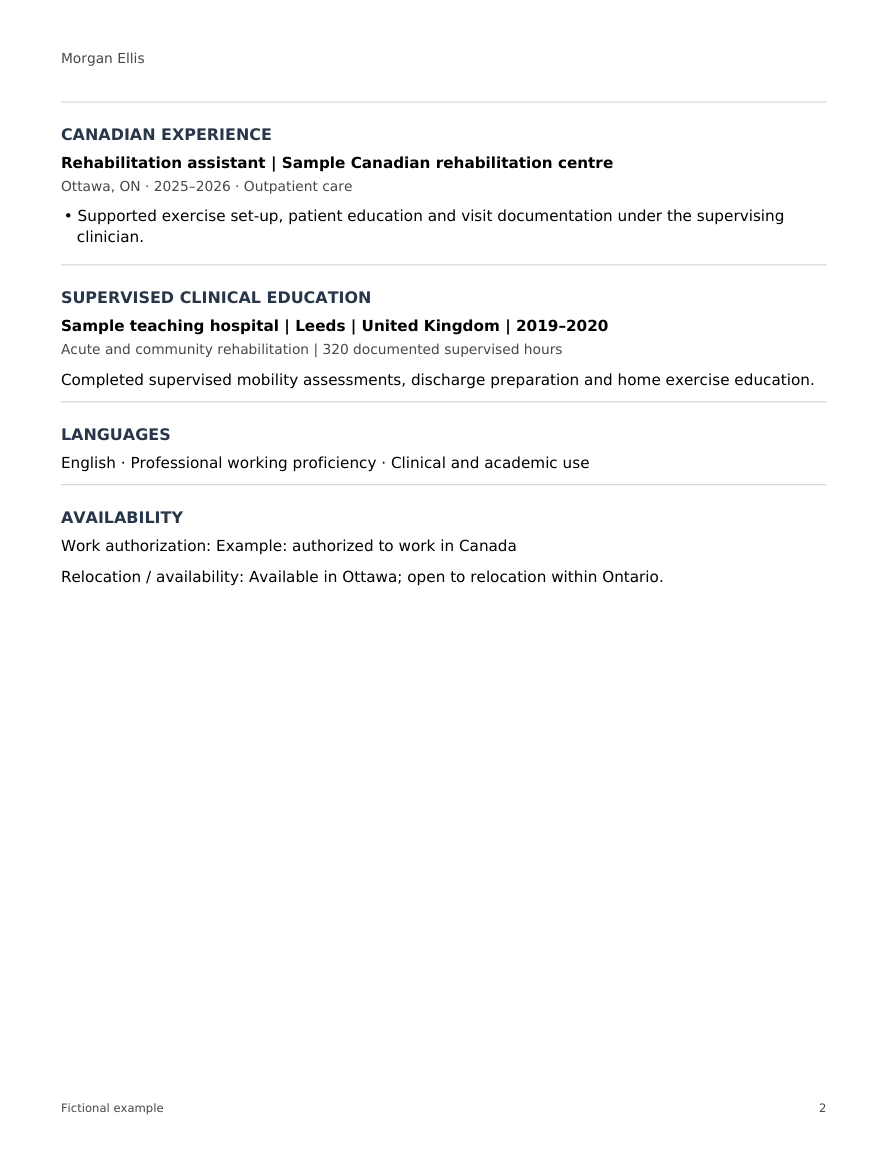 Morgan Ellis
CANADIAN EXPERIENCE
Rehabilitation assistant | Sample Canadian rehabilitation centre
Ottawa, ON · 2025–2026 · Outpatient care
• Supported exercise set-up, patient education and visit documentation under the supervising
clinician.
SUPERVISED CLINICAL EDUCATION
Sample teaching hospital | Leeds | United Kingdom | 2019–2020
Acute and community rehabilitation | 320 documented supervised hours
Completed supervised mobility assessments, discharge preparation and home exercise education.
LANGUAGES
English · Professional working proficiency · Clinical and academic use
AVAILABILITY
Work authorization: Example: authorized to work in Canada
Relocation / availability: Available in Ottawa; open to relocation within Ontario.
Fictional example
2